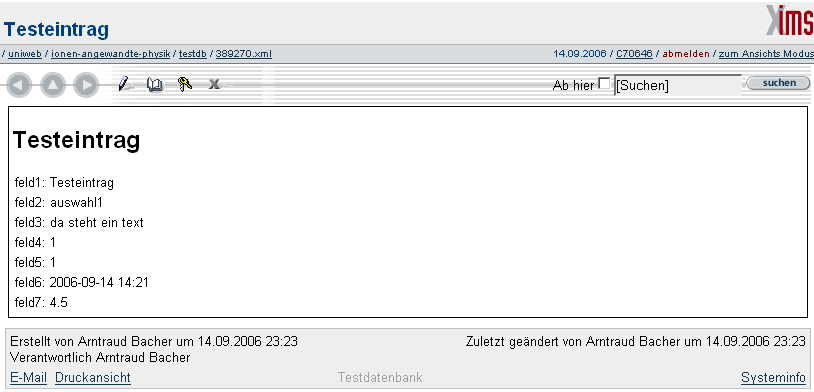 Testeintrag
Xims
/ uniweb / ionen-angewandte-physik / testdb / 389270.xml
14.09.2006 / C70646 / abmelden / zum Ansichts Modus
Ab hier [Suchen] suchen
Testeintrag
feld1: Testeintrag
feld2: auswahl1
feld3: da steht ein text
feld4: 1
feld5: 1
feld6: 2006-09-14 14:21
feld7: 4.5
Erstellt von Arntraud Bacher um 14.09.2006 23:23
Zuletzt geändert von Arntraud Bacher um 14.09.2006 23:23
Verantwortlich Arntraud Bacher
E-Mail Druckansicht Testdatenbank Systeminfo